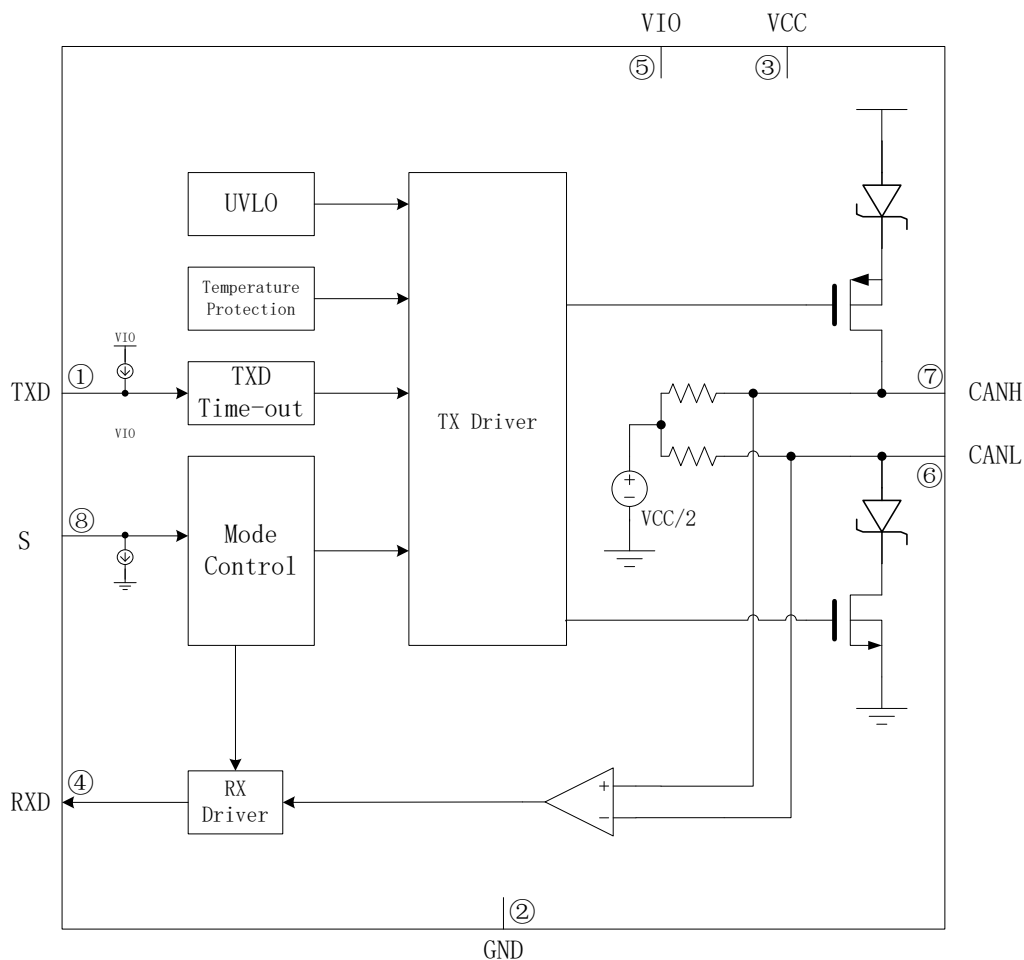 VIO VCC
⑤ ③
UVLO
Temperature
Protection
VIO
TXD ① TXD
Time-out
VIO
TX Driver
⑦ CANH
CANL
⑥
+
−
VCC/2
S ⑧ Mode
Control
RXD ④ RX
Driver
+
−
②
GND